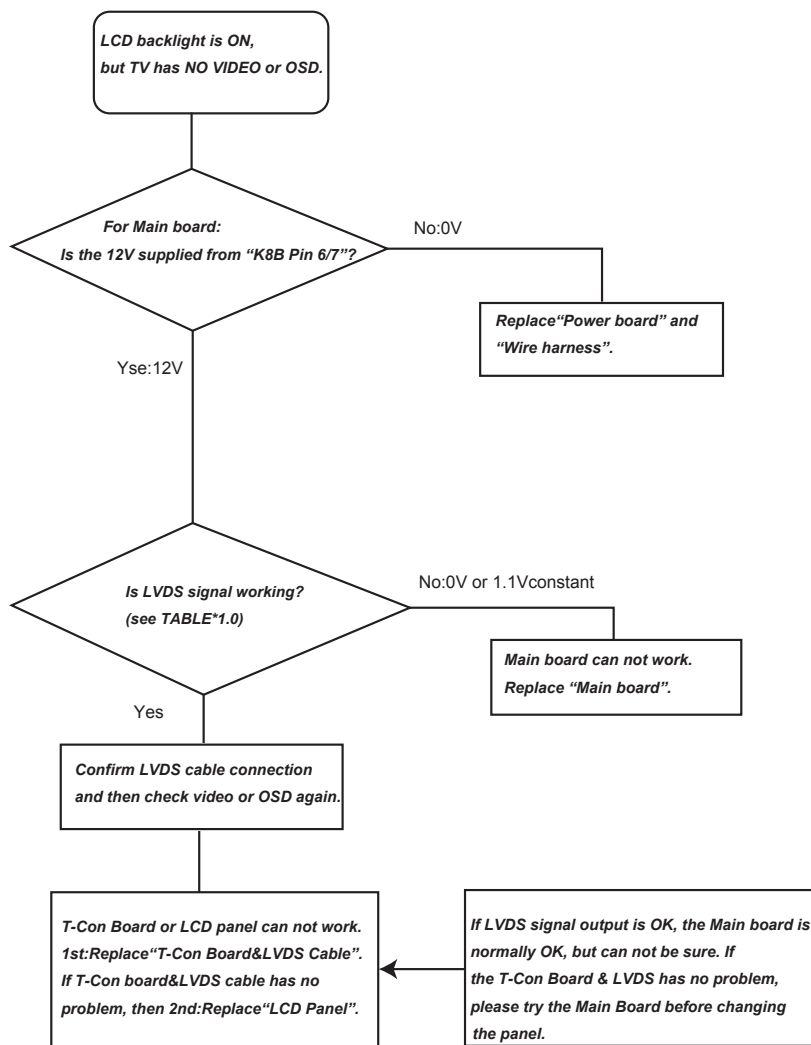 LCD backlight is ON,
but TV has NO VIDEO or OSD.
For Main board:
Is the 12V supplied from “K8B Pin 6/7”?
No:0V
Replace“Power board” and
“Wire harness”.
Yse:12V
Is LVDS signal working?
(see TABLE*1.0)
No:0V or 1.1Vconstant
Main board can not work.
Replace “Main board”.
Yes
Confirm LVDS cable connection
and then check video or OSD again.
T-Con Board or LCD panel can not work.
1st:Replace“T-Con Board&LVDS Cable”.
If T-Con board&LVDS cable has no
problem, then 2nd:Replace“LCD Panel”.
If LVDS signal output is OK, the Main board is
normally OK, but can not be sure. If
the T-Con Board & LVDS has no problem,
please try the Main Board before changing
the panel.